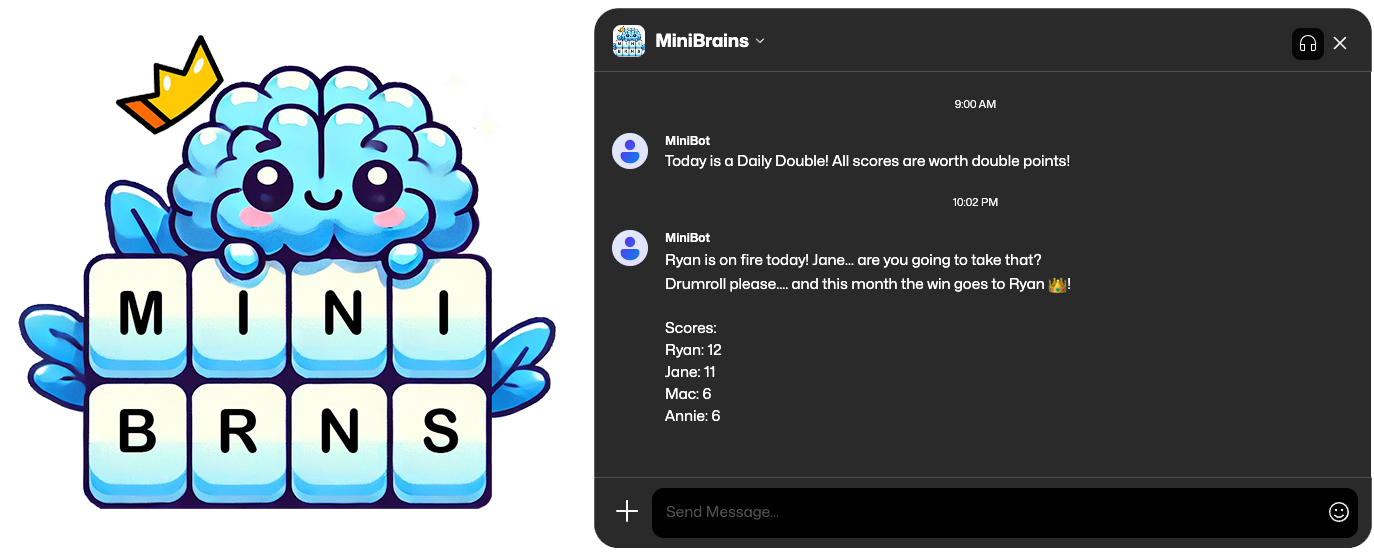 MINI
BRNS
MiniBrains
9:00 AM
MiniBot
Today is a Daily Double! All scores are worth double points!
10:02 PM
MiniBot
Ryan is on fire today! Jane... are you going to take that?
Drumroll please.... and this month the win goes to Ryan 👑!
Scores:
Ryan: 12
Jane: 11
Mac: 6
Annie: 6
Send Message...